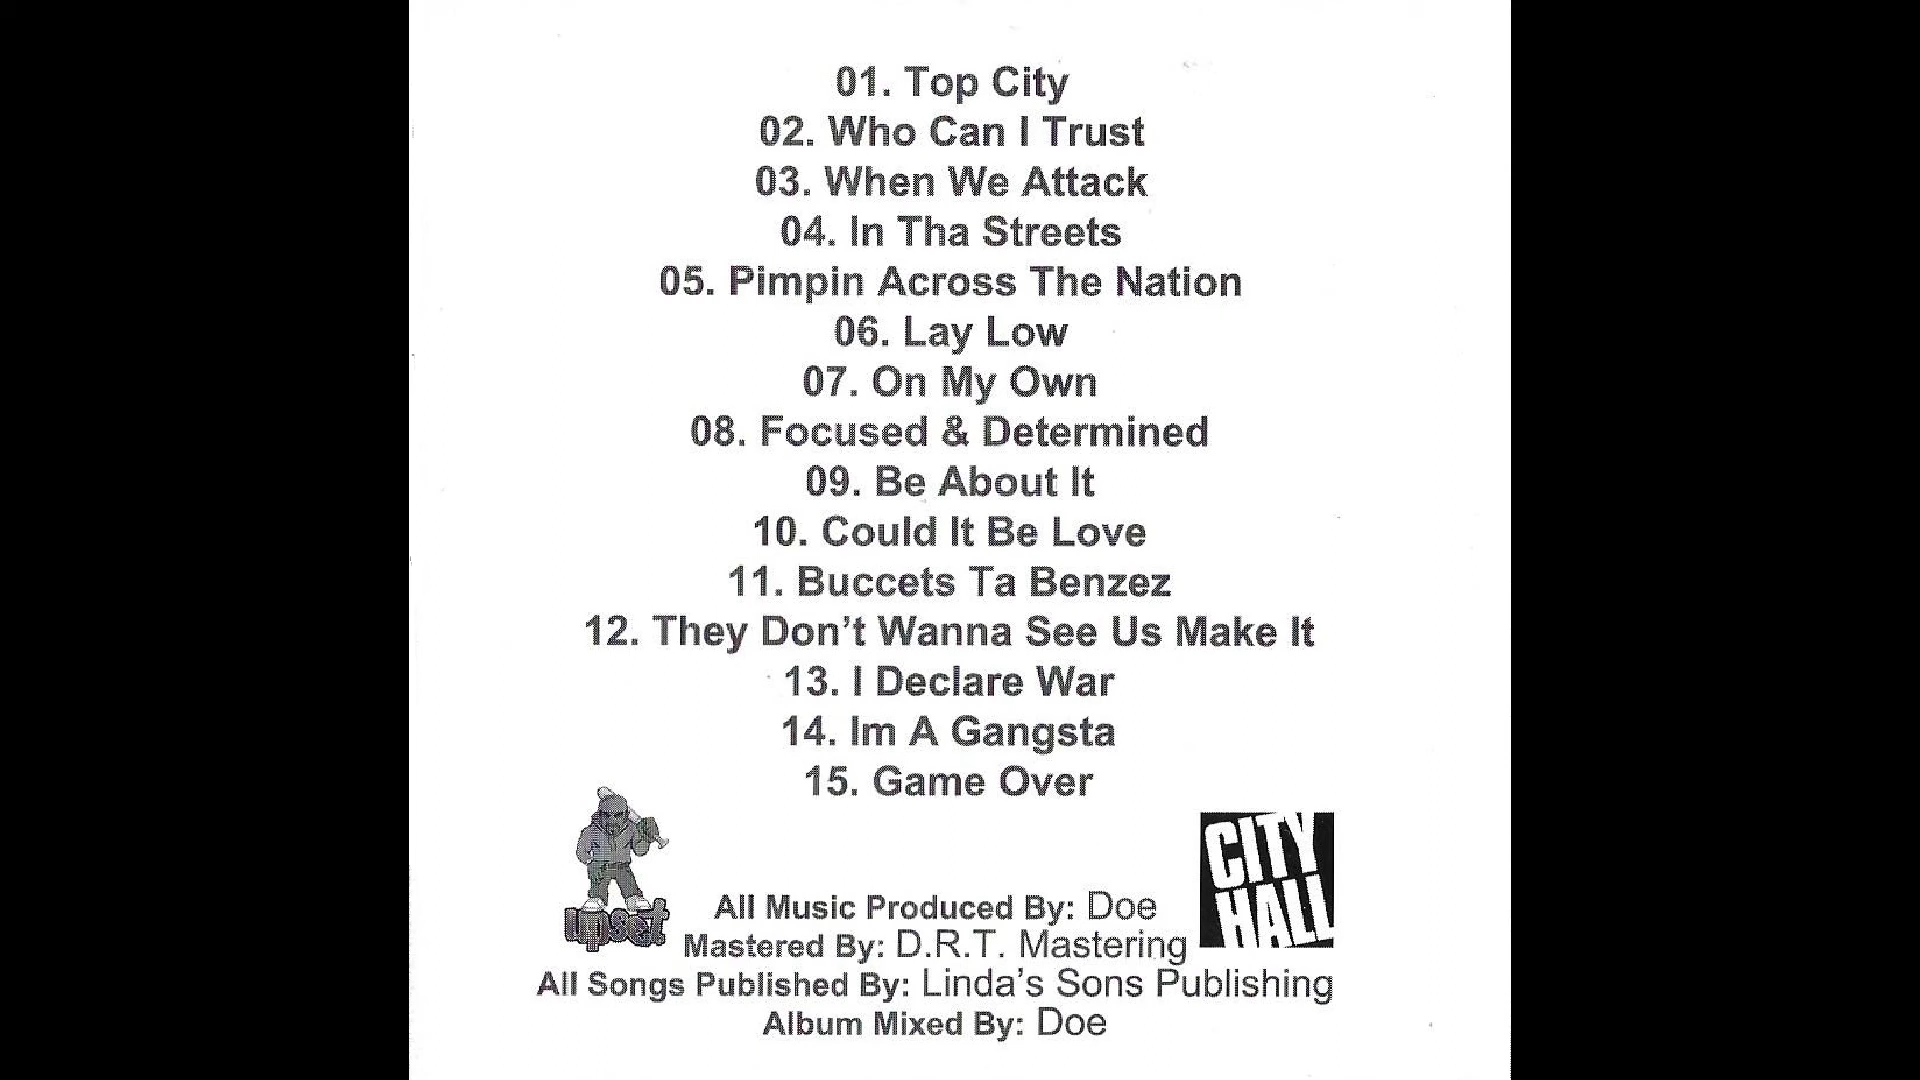 01. Top City
02. Who Can I Trust
03. When We Attack
04. In Tha Streets
05. Pimpin Across The Nation
06. Lay Low
07. On My Own
08. Focused & Determined
09. Be About It
10. Could It Be Love
11. Buccets Ta Benzez
12. They Don't Wanna See Us Make It
13. I Declare War
14. Im A Gangsta
15. Game Over
upset
CITY
HALL
All Music Produced By: Doe
Mastered By: D.R.T. Mastering
All Songs Published By: Linda's Sons Publishing
Album Mixed By: Doe